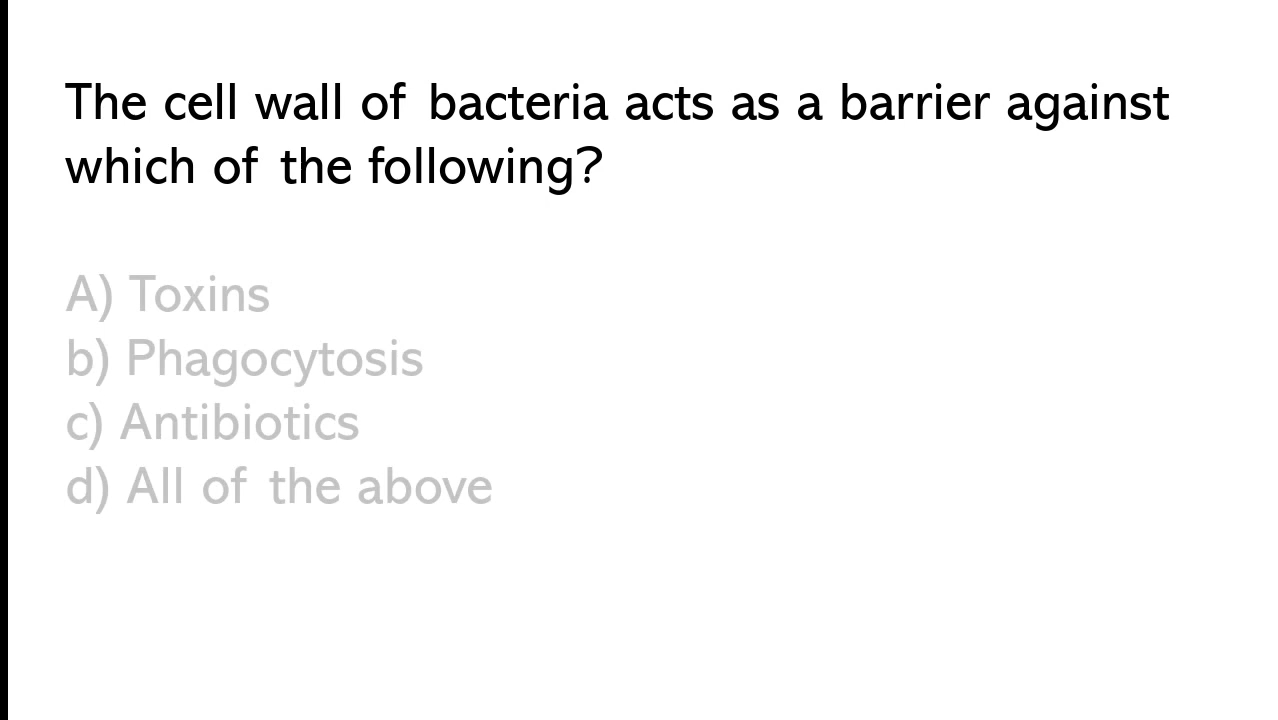 The cell wall of bacteria acts as a barrier against
which of the following?
A) Toxins
b) Phagocytosis
c) Antibiotics
d) All of the above